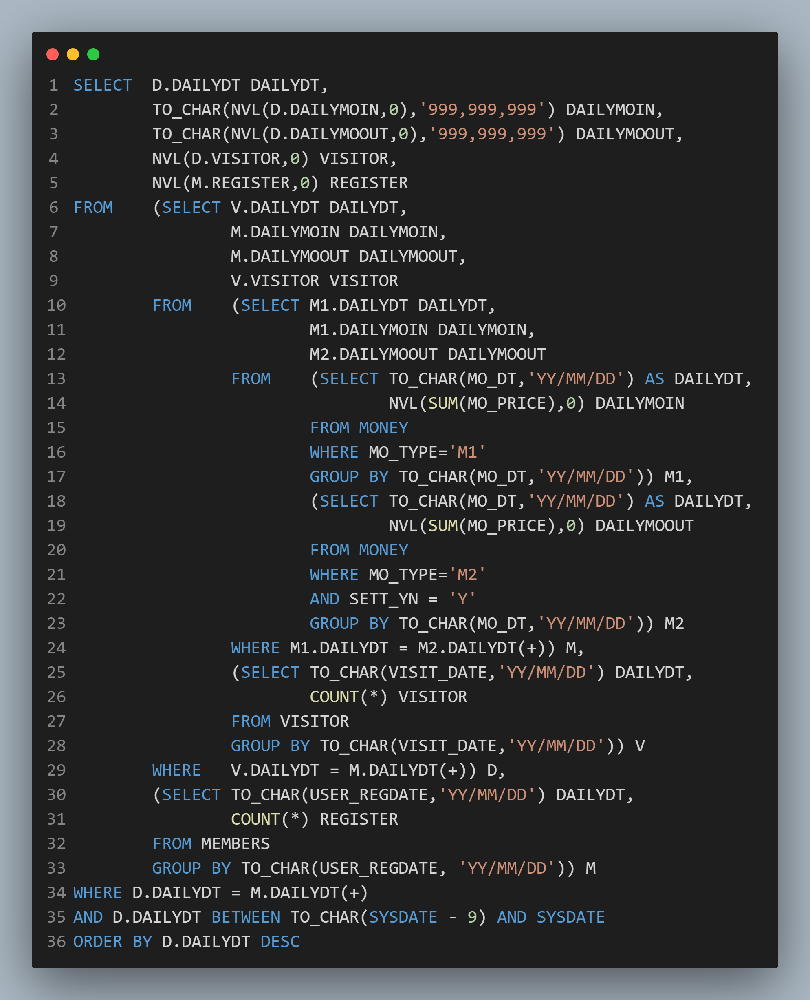 1 SELECT  D.DAILYDT DAILYDT,
2         TO_CHAR(NVL(D.DAILYMOIN,0),'999,999,999') DAILYMOIN,
3         TO_CHAR(NVL(D.DAILYMOOUT,0),'999,999,999') DAILYMOOUT,
4         NVL(D.VISITOR,0) VISITOR,
5         NVL(M.REGISTER,0) REGISTER
6 FROM    (SELECT V.DAILYDT DAILYDT,
7                 M.DAILYMOIN DAILYMOIN,
8                 M.DAILYMOOUT DAILYMOOUT,
9                 V.VISITOR VISITOR
10         FROM    (SELECT M1.DAILYDT DAILYDT,
11                         M1.DAILYMOIN DAILYMOIN,
12                         M2.DAILYMOOUT DAILYMOOUT
13                 FROM    (SELECT TO_CHAR(MO_DT,'YY/MM/DD') AS DAILYDT,
14                                 NVL(SUM(MO_PRICE),0) DAILYMOIN
15                         FROM MONEY
16                         WHERE MO_TYPE='M1'
17                         GROUP BY TO_CHAR(MO_DT,'YY/MM/DD')) M1,
18                         (SELECT TO_CHAR(MO_DT,'YY/MM/DD') AS DAILYDT,
19                                 NVL(SUM(MO_PRICE),0) DAILYMOOUT
20                         FROM MONEY
21                         WHERE MO_TYPE='M2'
22                         AND SETT_YN = 'Y'
23                         GROUP BY TO_CHAR(MO_DT,'YY/MM/DD')) M2
24                 WHERE M1.DAILYDT = M2.DAILYDT(+)) M,
25                 (SELECT TO_CHAR(VISIT_DATE,'YY/MM/DD') DAILYDT,
26                         COUNT(*) VISITOR
27                 FROM VISITOR
28                 GROUP BY TO_CHAR(VISIT_DATE,'YY/MM/DD')) V
29         WHERE   V.DAILYDT = M.DAILYDT(+)) D,
30         (SELECT TO_CHAR(USER_REGDATE,'YY/MM/DD') DAILYDT,
31                 COUNT(*) REGISTER
32         FROM MEMBERS
33         GROUP BY TO_CHAR(USER_REGDATE, 'YY/MM/DD')) M
34 WHERE D.DAILYDT = M.DAILYDT(+)
35 AND D.DAILYDT BETWEEN TO_CHAR(SYSDATE - 9) AND SYSDATE
36 ORDER BY D.DAILYDT DESC